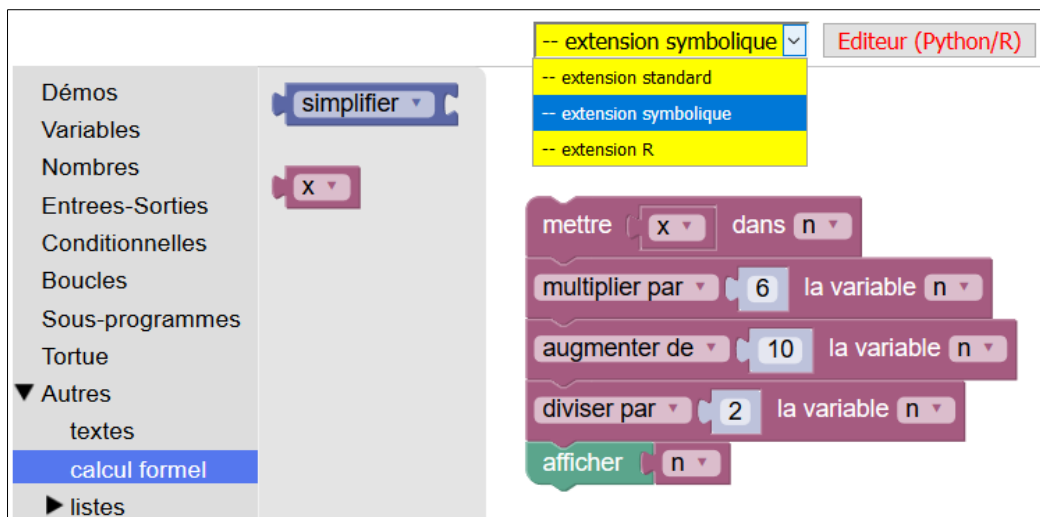 -- extension symbolique Editeur (Python/R)
-- extension standard
-- extension symbolique
-- extension R
Démos
Variables
Nombres
Entrees-Sorties
Conditionnelles
Boucles
Sous-programmes
Tortue
Autres
textes
calcul formel
listes
simplifier
x
mettre x dans n
multiplier par 6 la variable n
augmenter de 10 la variable n
diviser par 2 la variable n
afficher n